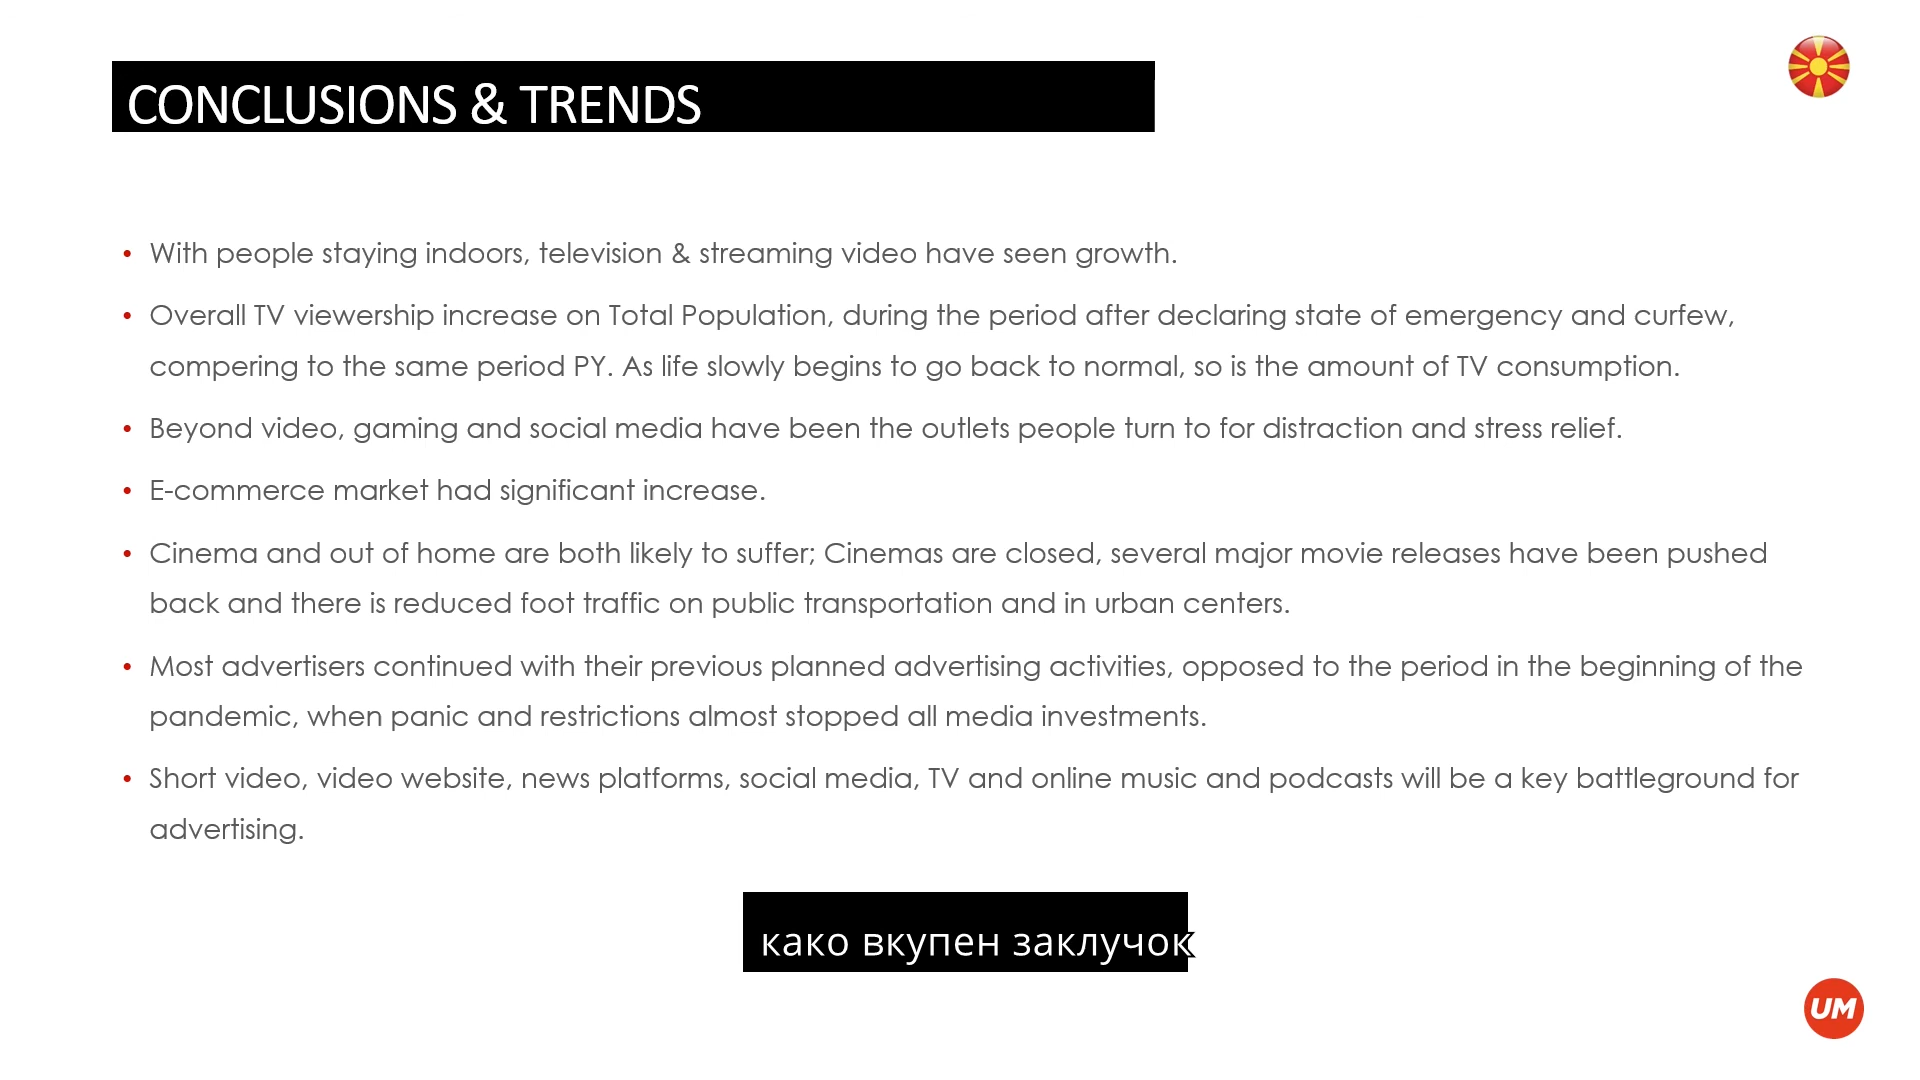 CONCLUSIONS & TRENDS
• With people staying indoors, television & streaming video have seen growth.
• Overall TV viewership increase on Total Population, during the period after declaring state of emergency and curfew,
compering to the same period PY. As life slowly begins to go back to normal, so is the amount of TV consumption.
• Beyond video, gaming and social media have been the outlets people turn to for distraction and stress relief.
• E-commerce market had significant increase.
• Cinema and out of home are both likely to suffer; Cinemas are closed, several major movie releases have been pushed
back and there is reduced foot traffic on public transportation and in urban centers.
• Most advertisers continued with their previous planned advertising activities, opposed to the period in the beginning of the
pandemic, when panic and restrictions almost stopped all media investments.
• Short video, video website, news platforms, social media, TV and online music and podcasts will be a key battleground for
advertising.
како вкупен заклучок
UM